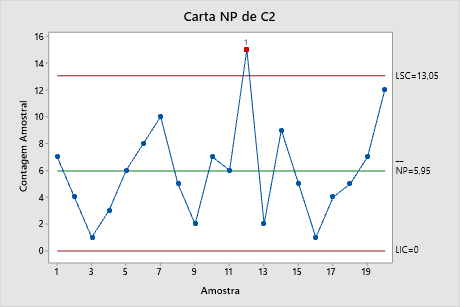 Carta NP de C2
16
14
12
10
8
6
4
2
0
Contagem Amostral
1
LSC=13,05
__
NP=5,95
LIC=0
1 3 5 7 9 11 13 15 17 19
Amostra